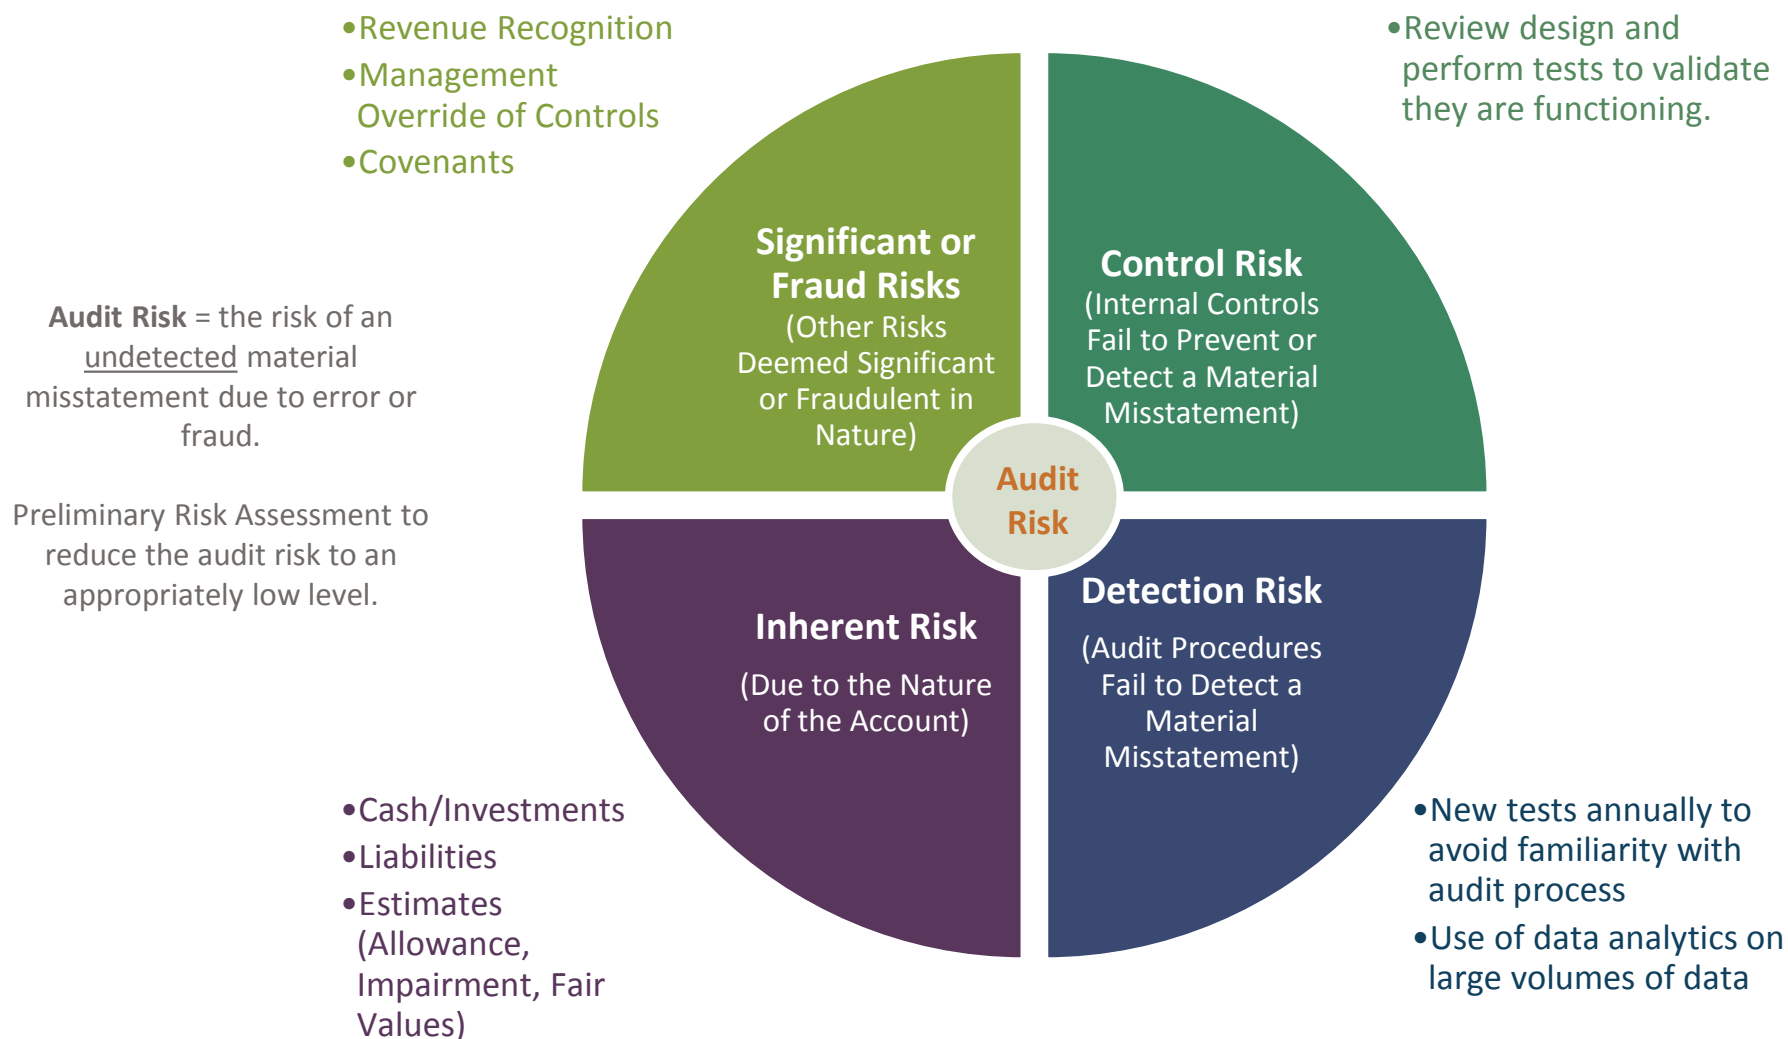 •Revenue Recognition
•Management
Override of Controls
•Covenants
•Review design and
perform tests to validate
they are functioning.
Audit Risk = the risk of an
undetected material
misstatement due to error or
fraud.
Preliminary Risk Assessment to
reduce the audit risk to an
appropriately low level.
Significant or
Fraud Risks
(Other Risks
Deemed Significant
or Fraudulent in
Nature)
Control Risk
(Internal Controls
Fail to Prevent or
Detect a Material
Misstatement)
Audit
Risk
Inherent Risk
(Due to the Nature
of the Account)
Detection Risk
(Audit Procedures
Fail to Detect a
Material
Misstatement)
•Cash/Investments
•Liabilities
•Estimates
(Allowance,
Impairment, Fair
Values)
•New tests annually to
avoid familiarity with
audit process
•Use of data analytics on
large volumes of data